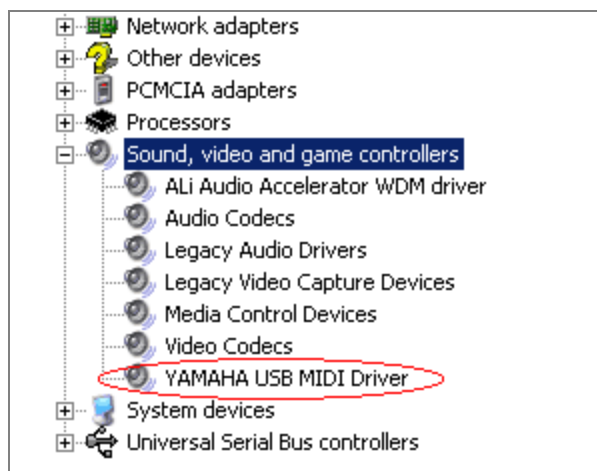 Network adapters
Other devices
PCMCIA adapters
Processors
Sound, video and game controllers
ALi Audio Accelerator WDM driver
Audio Codecs
Legacy Audio Drivers
Legacy Video Capture Devices
Media Control Devices
Video Codecs
YAMAHA USB MIDI Driver
System devices
Universal Serial Bus controllers